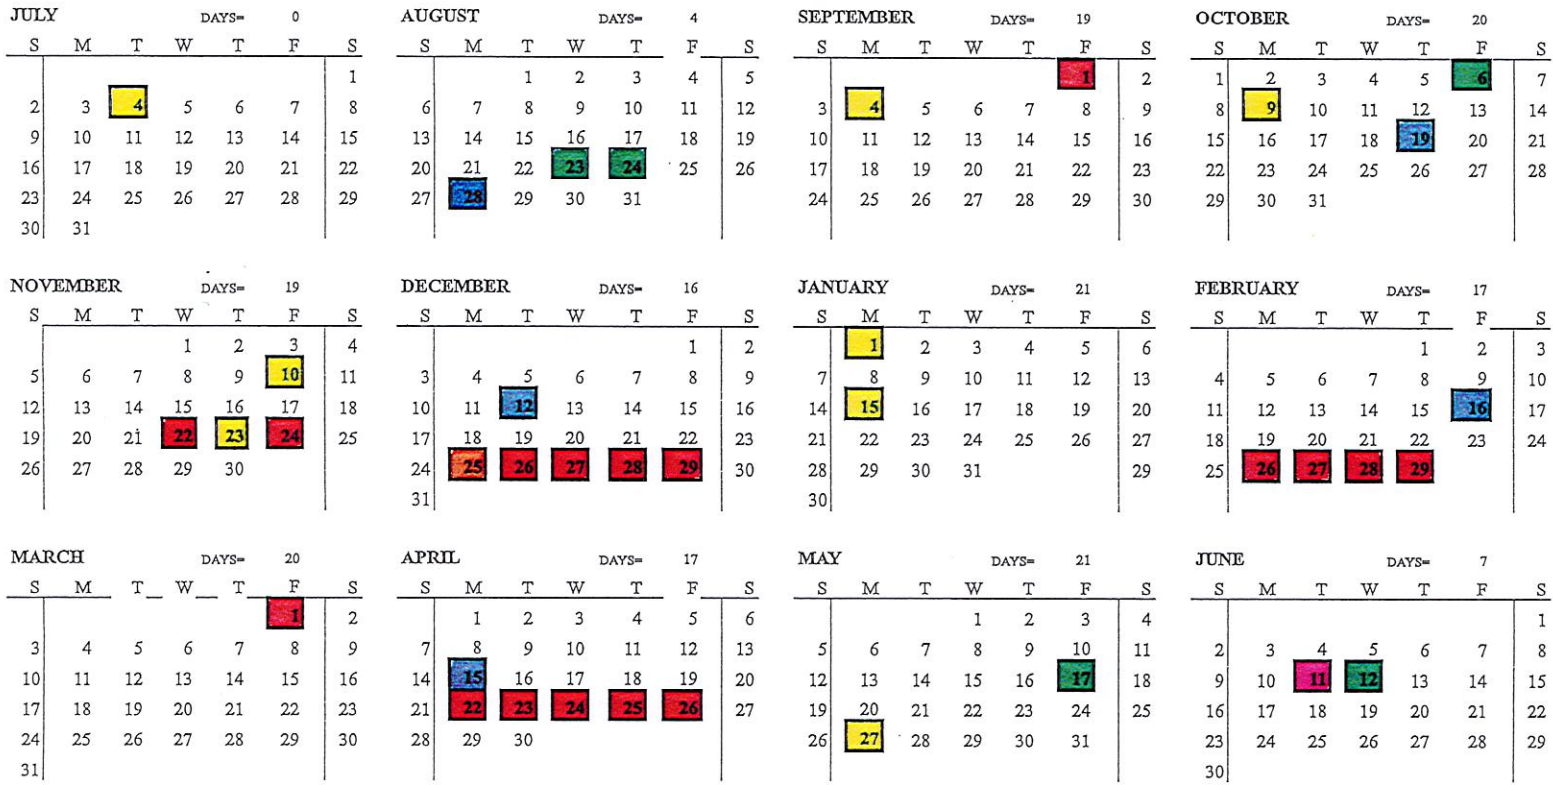 JULY DAYS= 0
S M T W T F S
1
2 3 4 5 6 7 8
9 10 11 12 13 14 15
16 17 18 19 20 21 22
23 24 25 26 27 28 29
30 31
AUGUST DAYS= 4
S M T W T F S
1 2 3 4 5
6 7 8 9 10 11 12
13 14 15 16 17 18 19
20 21 22 23 24 25 26
27 28 29 30 31
SEPTEMBER DAYS= 19
S M T W T F S
1 2
3 4 5 6 7 8 9
10 11 12 13 14 15 16
17 18 19 20 21 22 23
24 25 26 27 28 29 30
OCTOBER DAYS= 20
S M T W T F S
1 2 3 4 5 6 7
8 9 10 11 12 13 14
15 16 17 18 19 20 21
22 23 24 25 26 27 28
29 30 31
NOVEMBER DAYS= 19
S M T W T F S
1 2 3 4
5 6 7 8 9 10 11
12 13 14 15 16 17 18
19 20 21 22 23 24 25
26 27 28 29 30
DECEMBER DAYS= 16
S M T W T F S
1 2
3 4 5 6 7 8 9
10 11 12 13 14 15 16
17 18 19 20 21 22 23
24 25 26 27 28 29 30
31
JANUARY DAYS= 21
S M T W T F S
1 2 3 4 5 6
7 8 9 10 11 12 13
14 15 16 17 18 19 20
21 22 23 24 25 26 27
28 29 30 31 29
30
FEBRUARY DAYS= 17
S M T W T F S
1 2 3
4 5 6 7 8 9 10
11 12 13 14 15 16 17
18 19 20 21 22 23 24
25 26 27 28 29
MARCH DAYS= 20
S M T W T F S
1 2
3 4 5 6 7 8 9
10 11 12 13 14 15 16
17 18 19 20 21 22 23
24 25 26 27 28 29 30
31
APRIL DAYS= 17
S M T W T F S
1 2 3 4 5 6
7 8 9 10 11 12 13
14 15 16 17 18 19 20
21 22 23 24 25 26 27
28 29 30
MAY DAYS= 21
S M T W T F S
1 2 3 4
5 6 7 8 9 10 11
12 13 14 15 16 17 18
19 20 21 22 23 24 25
26 27 28 29 30 31
JUNE DAYS= 7
S M T W T F S
1
2 3 4 5 6 7 8
9 10 11 12 13 14 15
16 17 18 19 20 21 22
23 24 25 26 27 28 29
30